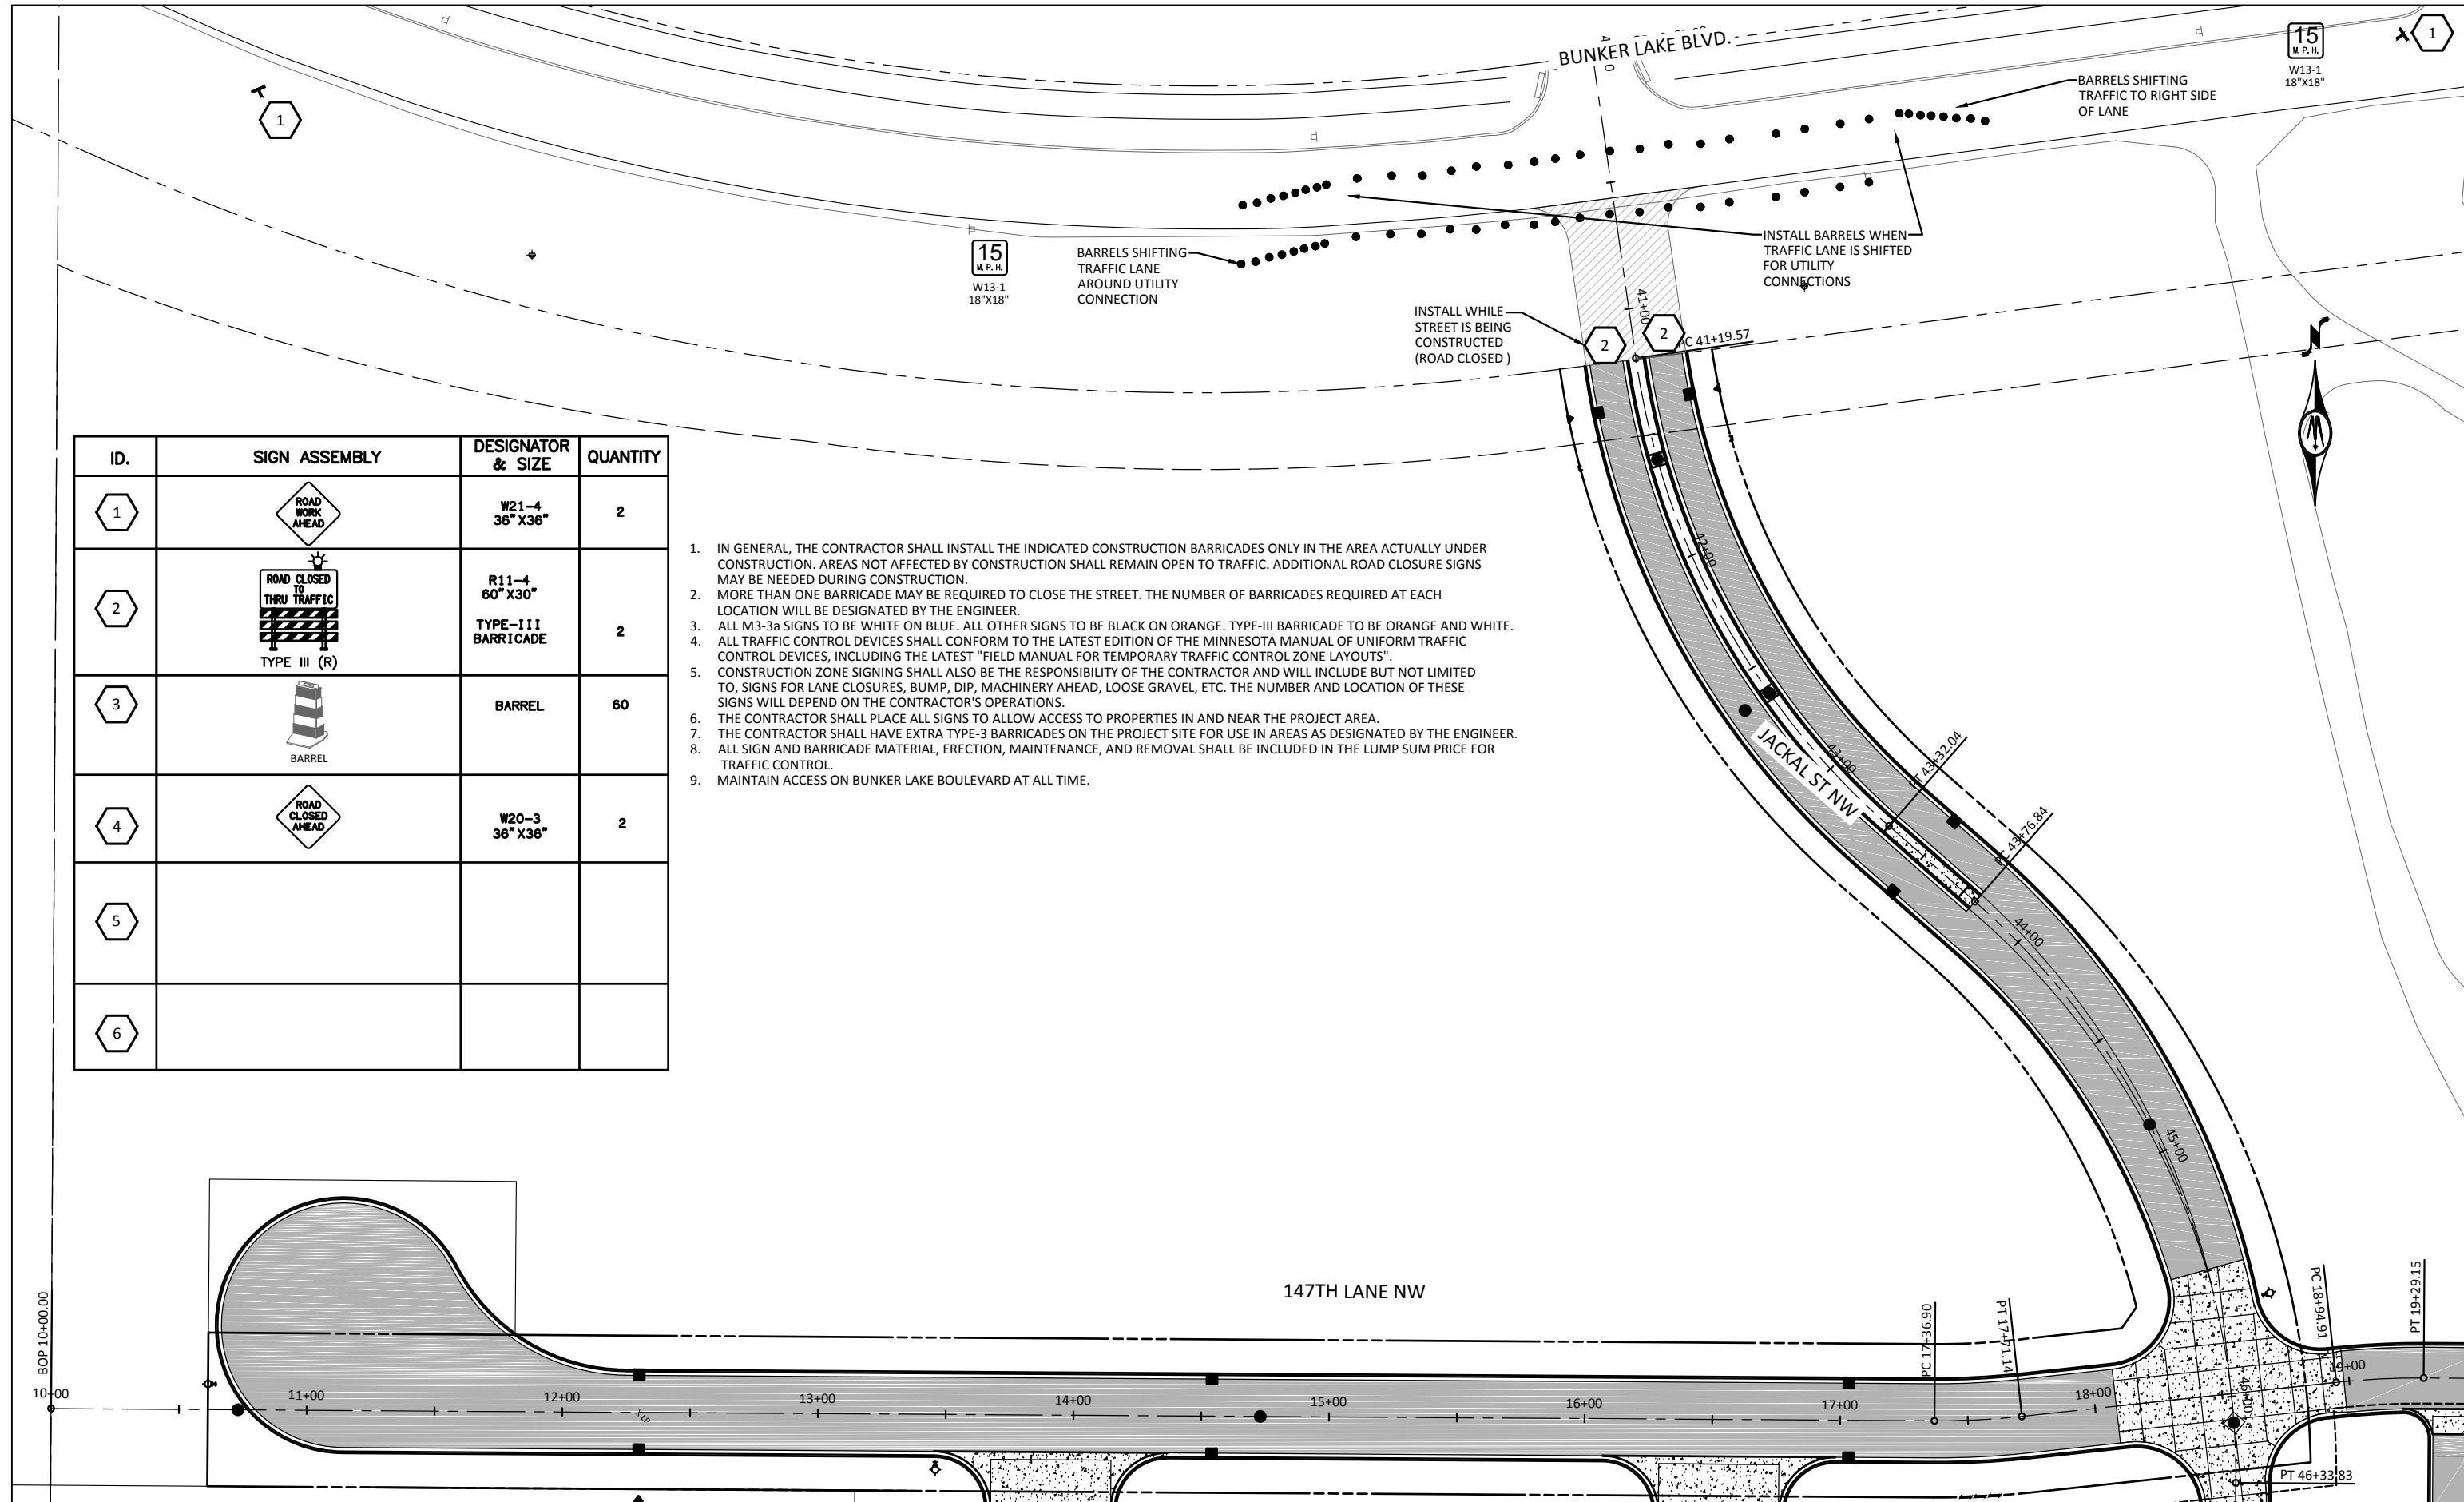 BUNKER LAKE BLVD.
1
1
15
M.P.H.
W13-1
18"X18"
BARRELS SHIFTING
TRAFFIC TO RIGHT SIDE
OF LANE
15
M.P.H.
W13-1
18"X18"
BARRELS SHIFTING
TRAFFIC LANE
AROUND UTILITY
CONNECTION
INSTALL BARRELS WHEN
TRAFFIC LANE IS SHIFTED
FOR UTILITY
CONNECTIONS
INSTALL WHILE
STREET IS BEING
CONSTRUCTED
(ROAD CLOSED )
2
2
41+00
PC 41+19.57
N
ID.
SIGN ASSEMBLY
DESIGNATOR
& SIZE
QUANTITY
1
ROAD
WORK
AHEAD
W21-4
36"X36"
2
2
ROAD CLOSED
TO
THRU TRAFFIC
TYPE III (R)
R11-4
60"X30"
TYPE-III
BARRICADE
2
3
BARREL
BARREL
60
4
ROAD
CLOSED
AHEAD
W20-3
36"X36"
2
5
6
1. IN GENERAL, THE CONTRACTOR SHALL INSTALL THE INDICATED CONSTRUCTION BARRICADES ONLY IN THE AREA ACTUALLY UNDER
CONSTRUCTION. AREAS NOT AFFECTED BY CONSTRUCTION SHALL REMAIN OPEN TO TRAFFIC. ADDITIONAL ROAD CLOSURE SIGNS
MAY BE NEEDED DURING CONSTRUCTION.
2. MORE THAN ONE BARRICADE MAY BE REQUIRED TO CLOSE THE STREET. THE NUMBER OF BARRICADES REQUIRED AT EACH
LOCATION WILL BE DESIGNATED BY THE ENGINEER.
3. ALL M3-3a SIGNS TO BE WHITE ON BLUE. ALL OTHER SIGNS TO BE BLACK ON ORANGE. TYPE-III BARRICADE TO BE ORANGE AND WHITE.
4. ALL TRAFFIC CONTROL DEVICES SHALL CONFORM TO THE LATEST EDITION OF THE MINNESOTA MANUAL OF UNIFORM TRAFFIC
CONTROL DEVICES, INCLUDING THE LATEST "FIELD MANUAL FOR TEMPORARY TRAFFIC CONTROL ZONE LAYOUTS".
5. CONSTRUCTION ZONE SIGNING SHALL ALSO BE THE RESPONSIBILITY OF THE CONTRACTOR AND WILL INCLUDE BUT NOT LIMITED
TO, SIGNS FOR LANE CLOSURES, BUMP, DIP, MACHINERY AHEAD, LOOSE GRAVEL, ETC. THE NUMBER AND LOCATION OF THESE
SIGNS WILL DEPEND ON THE CONTRACTOR'S OPERATIONS.
6. THE CONTRACTOR SHALL PLACE ALL SIGNS TO ALLOW ACCESS TO PROPERTIES IN AND NEAR THE PROJECT AREA.
7. THE CONTRACTOR SHALL HAVE EXTRA TYPE-3 BARRICADES ON THE PROJECT SITE FOR USE IN AREAS AS DESIGNATED BY THE ENGINEER.
8. ALL SIGN AND BARRICADE MATERIAL, ERECTION, MAINTENANCE, AND REMOVAL SHALL BE INCLUDED IN THE LUMP SUM PRICE FOR
TRAFFIC CONTROL.
9. MAINTAIN ACCESS ON BUNKER LAKE BOULEVARD AT ALL TIME.
42+00
JACKAL ST NW
43+00
PT 43+32.04
PC 43+76.84
44+00
45+00
147TH LANE NW
BOP 10+00.00
10+00
11+00
12+00
13+00
14+00
15+00
16+00
17+00
PC 17+36.90
PT 17+71.14
18+00
PC 18+94.91
19+00
PT 19+29.15
46+00
PT 46+33.83